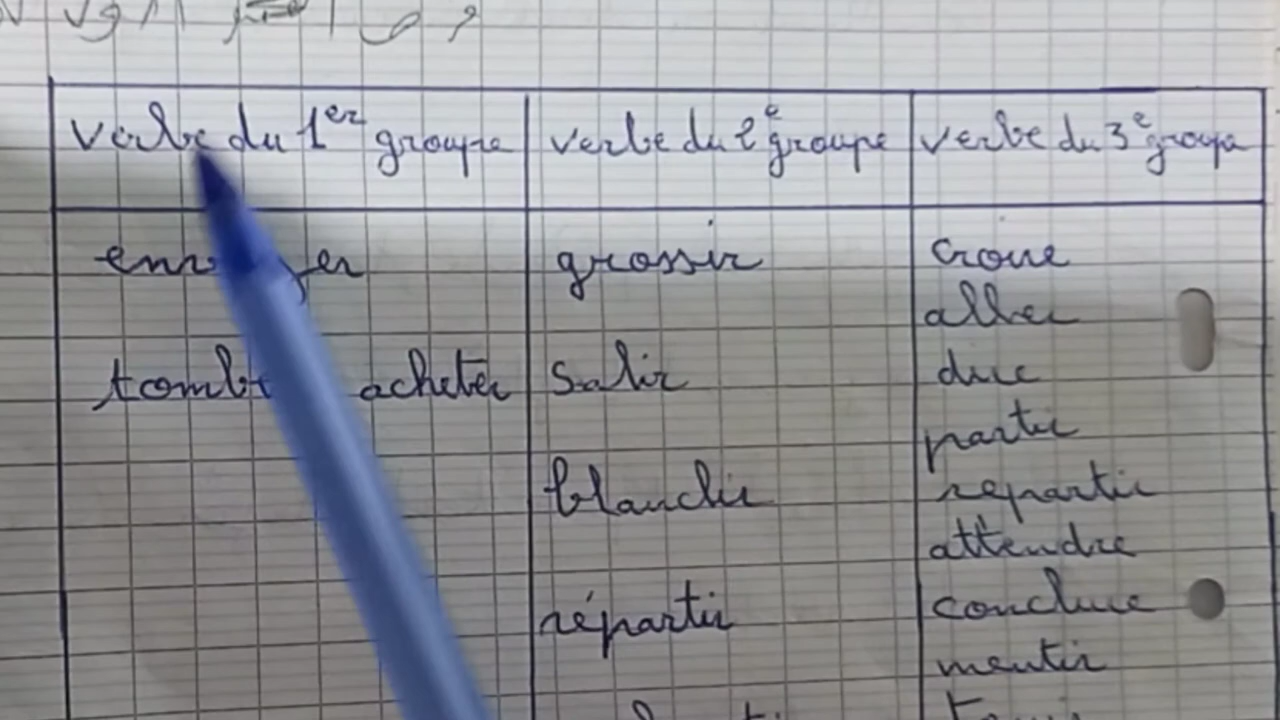 verbe du 1er groupe verbe du 2e groupe verbe du 3e groupe
grossir croire
aller
acheter salir dire
partir
blanchir repartir
attendre
répartir conclure
mentir